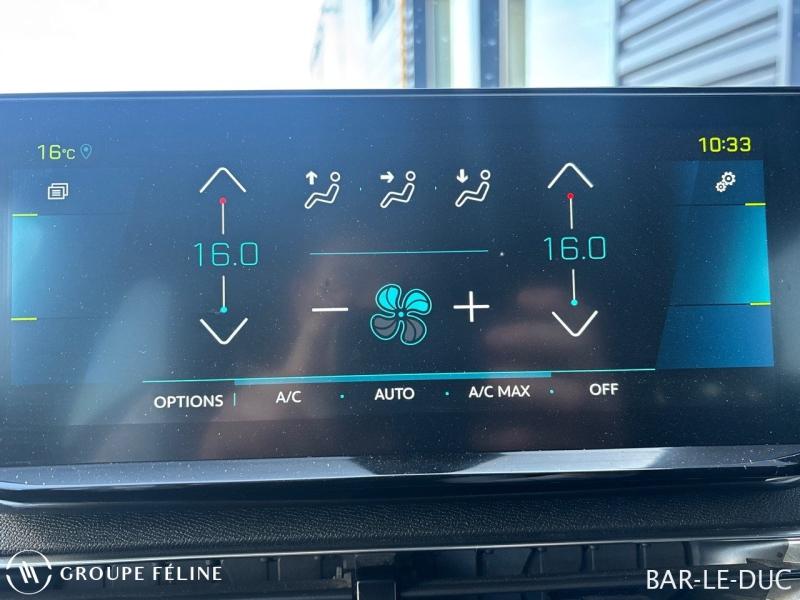 16°C
10:33
16.0
16.0
OPTIONS A/C AUTO A/C MAX OFF
GROUPE FÉLINE
BAR-LE-DUC